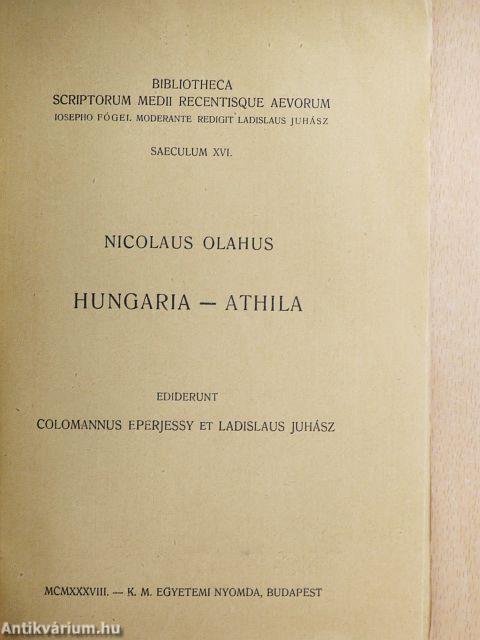 BIBLIOTHECA
SCRIPTORUM MEDII RECENTISQUE AEVORUM
IOSEPHO FÓGEL MODERANTE REDIGIT LADISLAUS JUHÁSZ
SAECULUM XVI.
NICOLAUS OLAHUS
HUNGARIA — ATHILA
EDIDERUNT
COLOMANNUS EPERJESSY ET LADISLAUS JUHÁSZ
MCMXXXVIII. — K. M. EGYETEMI NYOMDA, BUDAPEST
Antikvárium.hu